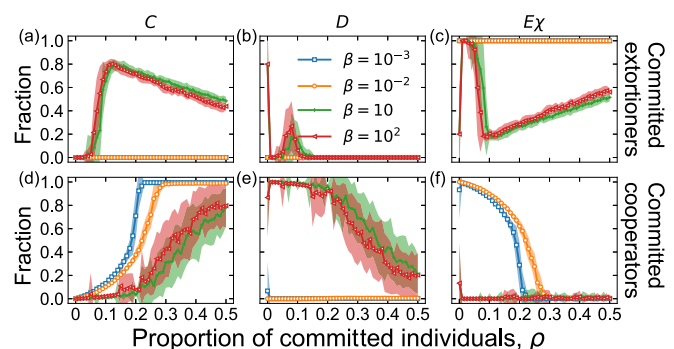 C D Eχ
(a) (b) (c)
1.0
0.8
0.6
0.4
0.2
0.0
Fraction
β = 10⁻³
β = 10⁻²
β = 10
β = 10²
Committed
extortioners
(d) (e) (f)
1.0
0.8
0.6
0.4
0.2
0.0
Fraction
Committed
cooperators
0 0.1 0.2 0.3 0.4 0.5 0 0.1 0.2 0.3 0.4 0.5 0 0.1 0.2 0.3 0.4 0.5
Proportion of committed individuals, ρ